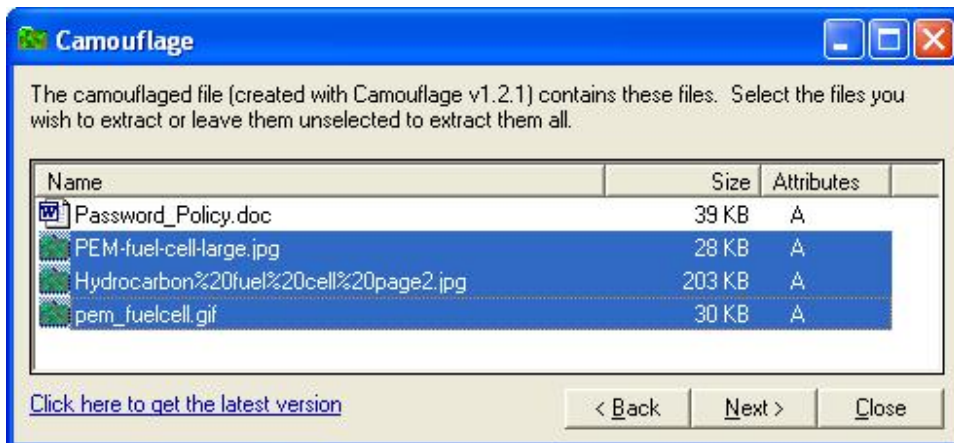 Camouflage
The camouflaged file (created with Camouflage v1.2.1) contains these files. Select the files you
wish to extract or leave them unselected to extract them all.
Name Size Attributes
Password_Policy.doc 39 KB A
PEM-fuel-cell-large.jpg 28 KB A
Hydrocarbon%20fuel%20cell%20page2.jpg 203 KB A
pem_fuelcell.gif 30 KB A
Click here to get the latest version < Back Next > Close